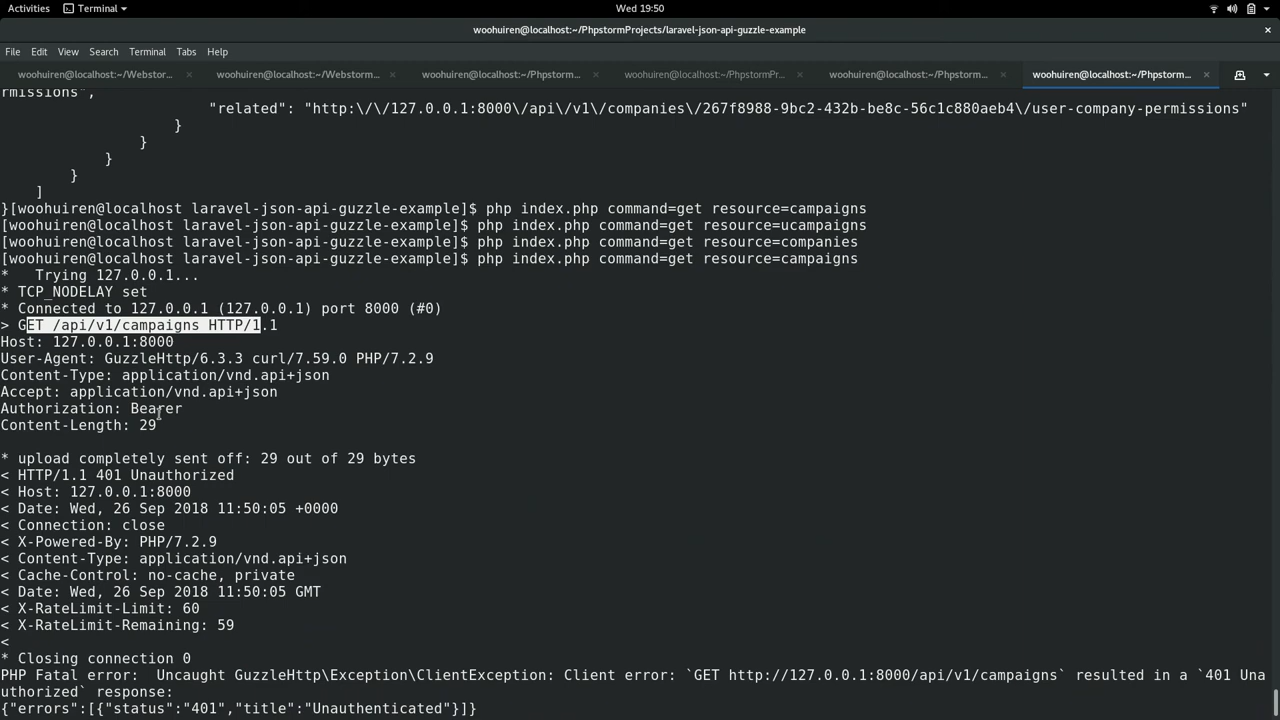 Activities Terminal Wed 19:50
woohuiren@localhost:~/PhpstormProjects/laravel-json-api-guzzle-example
File Edit View Search Terminal Tabs Help
woohuiren@localhost:~/Webstor... woohuiren@localhost:~/Webstorm... woohuiren@localhost:~/Phpstorm... woohuiren@localhost:~/PhpstormPr... woohuiren@localhost:~/Phpstorm... woohuiren@localhost:~/Phpstorm...
rmissions",
"related": "http:\/\/127.0.0.1:8000\/api\/v1\/companies\/267f8988-9bc2-432b-be8c-56c1c880aeb4\/user-company-permissions"
}
}
}
}
]
}[woohuiren@localhost laravel-json-api-guzzle-example]$ php index.php command=get resource=campaigns
[woohuiren@localhost laravel-json-api-guzzle-example]$ php index.php command=get resource=ucampaigns
[woohuiren@localhost laravel-json-api-guzzle-example]$ php index.php command=get resource=companies
[woohuiren@localhost laravel-json-api-guzzle-example]$ php index.php command=get resource=campaigns
*   Trying 127.0.0.1...
* TCP_NODELAY set
* Connected to 127.0.0.1 (127.0.0.1) port 8000 (#0)
> GET /api/v1/campaigns HTTP/1.1
Host: 127.0.0.1:8000
User-Agent: GuzzleHttp/6.3.3 curl/7.59.0 PHP/7.2.9
Content-Type: application/vnd.api+json
Accept: application/vnd.api+json
Authorization: Bearer
Content-Length: 29
* upload completely sent off: 29 out of 29 bytes
< HTTP/1.1 401 Unauthorized
< Host: 127.0.0.1:8000
< Date: Wed, 26 Sep 2018 11:50:05 +0000
< Connection: close
< X-Powered-By: PHP/7.2.9
< Content-Type: application/vnd.api+json
< Cache-Control: no-cache, private
< Date: Wed, 26 Sep 2018 11:50:05 GMT
< X-RateLimit-Limit: 60
< X-RateLimit-Remaining: 59
<
* Closing connection 0
PHP Fatal error:  Uncaught GuzzleHttp\Exception\ClientException: Client error: `GET http://127.0.0.1:8000/api/v1/campaigns` resulted in a `401 Una
uthorized` response:
{"errors":[{"status":"401","title":"Unauthenticated"}]}